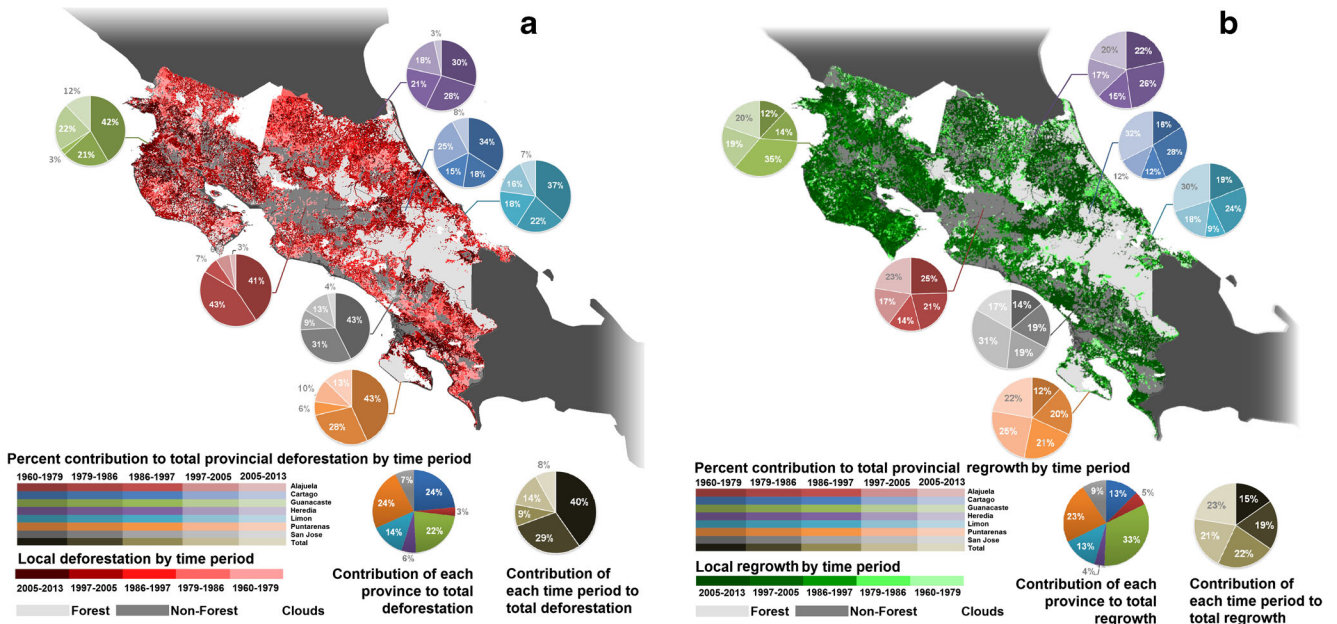 a
3%
18%
30%
21%
28%
12%
42%
22%
21%
3%
8%
34%
25%
15%
18%
7%
37%
16%
18%
22%
3%
7%
41%
43%
4%
13%
43%
9%
31%
13%
10%
43%
6%
28%
Percent contribution to total provincial deforestation by time period
1960-1979 1979-1986 1986-1997 1997-2005 2005-2013
Alajuela
Cartago
Guanacaste
Heredia
Limon
Puntarenas
San Jose
Total
Local deforestation by time period
2005-2013 1997-2005 1986-1997 1979-1986 1960-1979
Forest Non-Forest Clouds
7%
24%
24%
3%
14%
22%
6%
Contribution of each
province to total
deforestation
8%
14%
40%
9%
29%
Contribution of
each time period to
total deforestation
b
20%
22%
17%
26%
15%
20%
12%
14%
19%
35%
32%
16%
28%
12%
12%
30%
19%
18%
24%
9%
23%
25%
17%
21%
14%
17%
14%
19%
31%
19%
22%
12%
20%
25%
21%
Percent contribution to total provincial regrowth by time period
1960-1979 1979-1986 1986-1997 1997-2005 2005-2013
Alajuela
Cartago
Guanacaste
Heredia
Limon
Puntarenas
San Jose
Total
Local regrowth by time period
2005-2013 1997-2005 1986-1997 1979-1986 1960-1979
Forest Non-Forest Clouds
9%
13%
5%
23%
33%
13%
4%
Contribution of each
province to total
regrowth
23%
15%
19%
21%
22%
Contribution of
each time period to
total regrowth